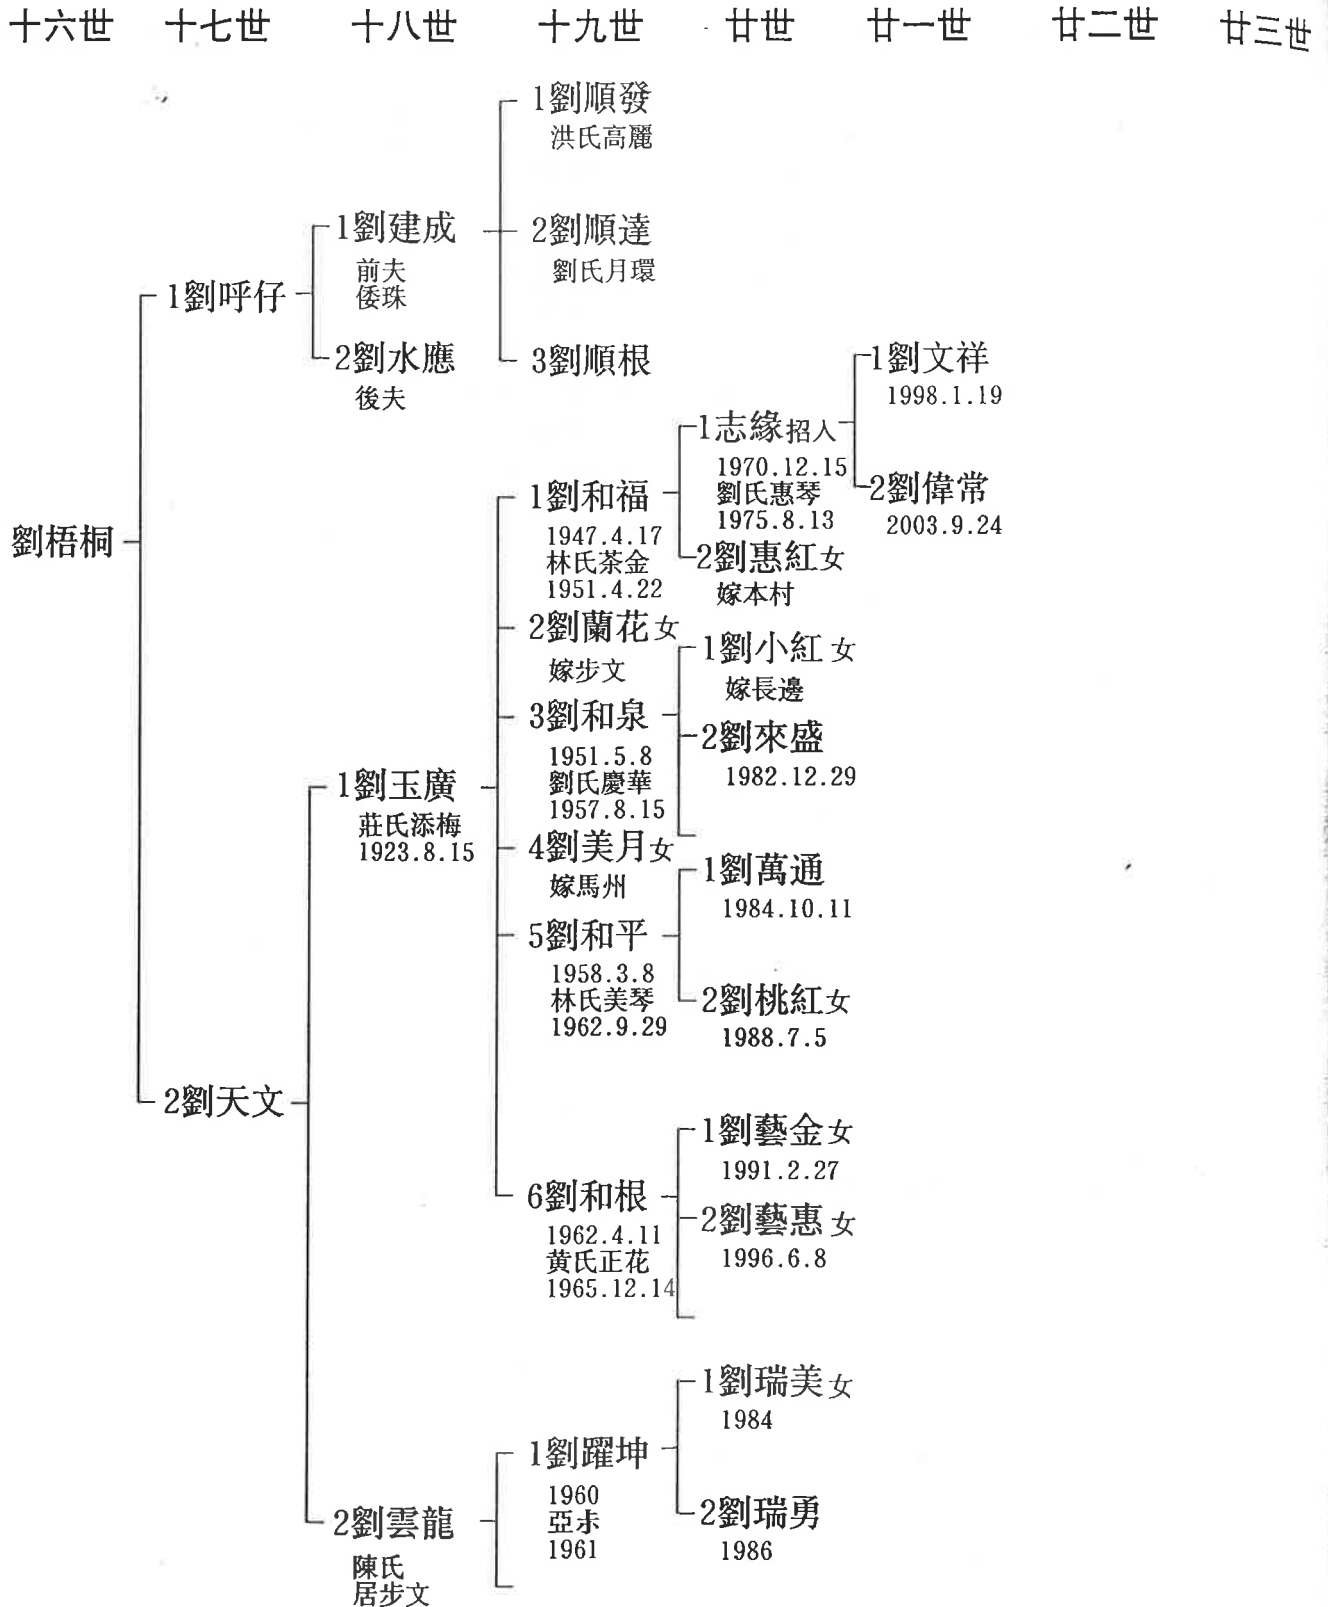 十六世 十七世 十八世 十九世 廿世 廿一世 廿二世 廿三世
1劉順發
洪氏高麗
1劉建成
前夫
倭珠
2劉順達
劉氏月環
1劉呼仔
2劉水應
後夫
3劉順根
1劉文祥
1998.1.19
1志緣招入
1970.12.15
劉氏惠琴
1975.8.13
2劉偉常
2003.9.24
劉梧桐
1劉和福
1947.4.17
林氏茶金
1951.4.22
2劉惠紅女
嫁本村
2劉蘭花女
嫁步文
1劉小紅女
嫁長邊
3劉和泉
1951.5.8
劉氏慶華
1957.8.15
2劉來盛
1982.12.29
1劉玉廣
莊氏添梅
1923.8.15
4劉美月女
嫁馬州
1劉萬通
1984.10.11
5劉和平
1958.3.8
林氏美琴
1962.9.29
2劉桃紅女
1988.7.5
2劉天文
1劉藝金女
1991.2.27
6劉和根
1962.4.11
黄氏正花
1965.12.14
2劉藝惠女
1996.6.8
1劉瑞美女
1984
1劉躍坤
1960
1961
2劉瑞勇
1986
2劉雲龍
陳氏
居步文